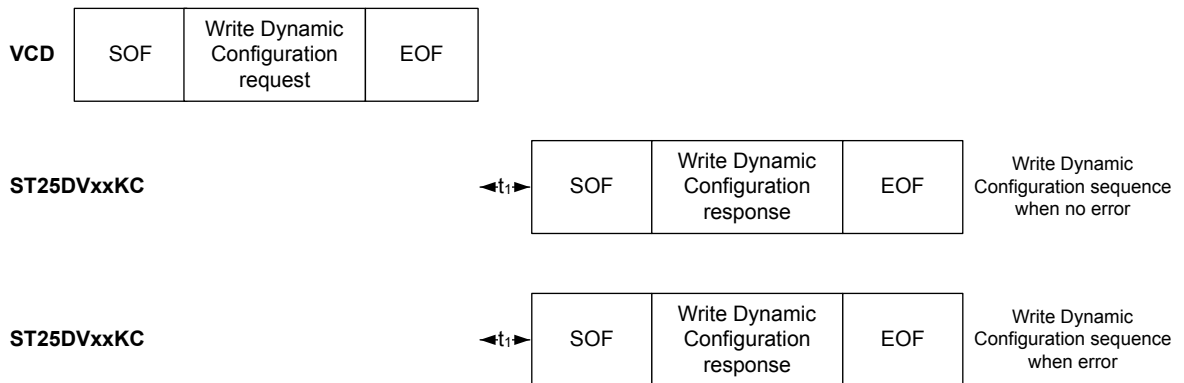 VCD
SOF
Write Dynamic
Configuration
request
EOF
ST25DVxxKC
t1
SOF
Write Dynamic
Configuration
response
EOF
Write Dynamic
Configuration sequence
when no error
ST25DVxxKC
t1
SOF
Write Dynamic
Configuration
response
EOF
Write Dynamic
Configuration sequence
when error